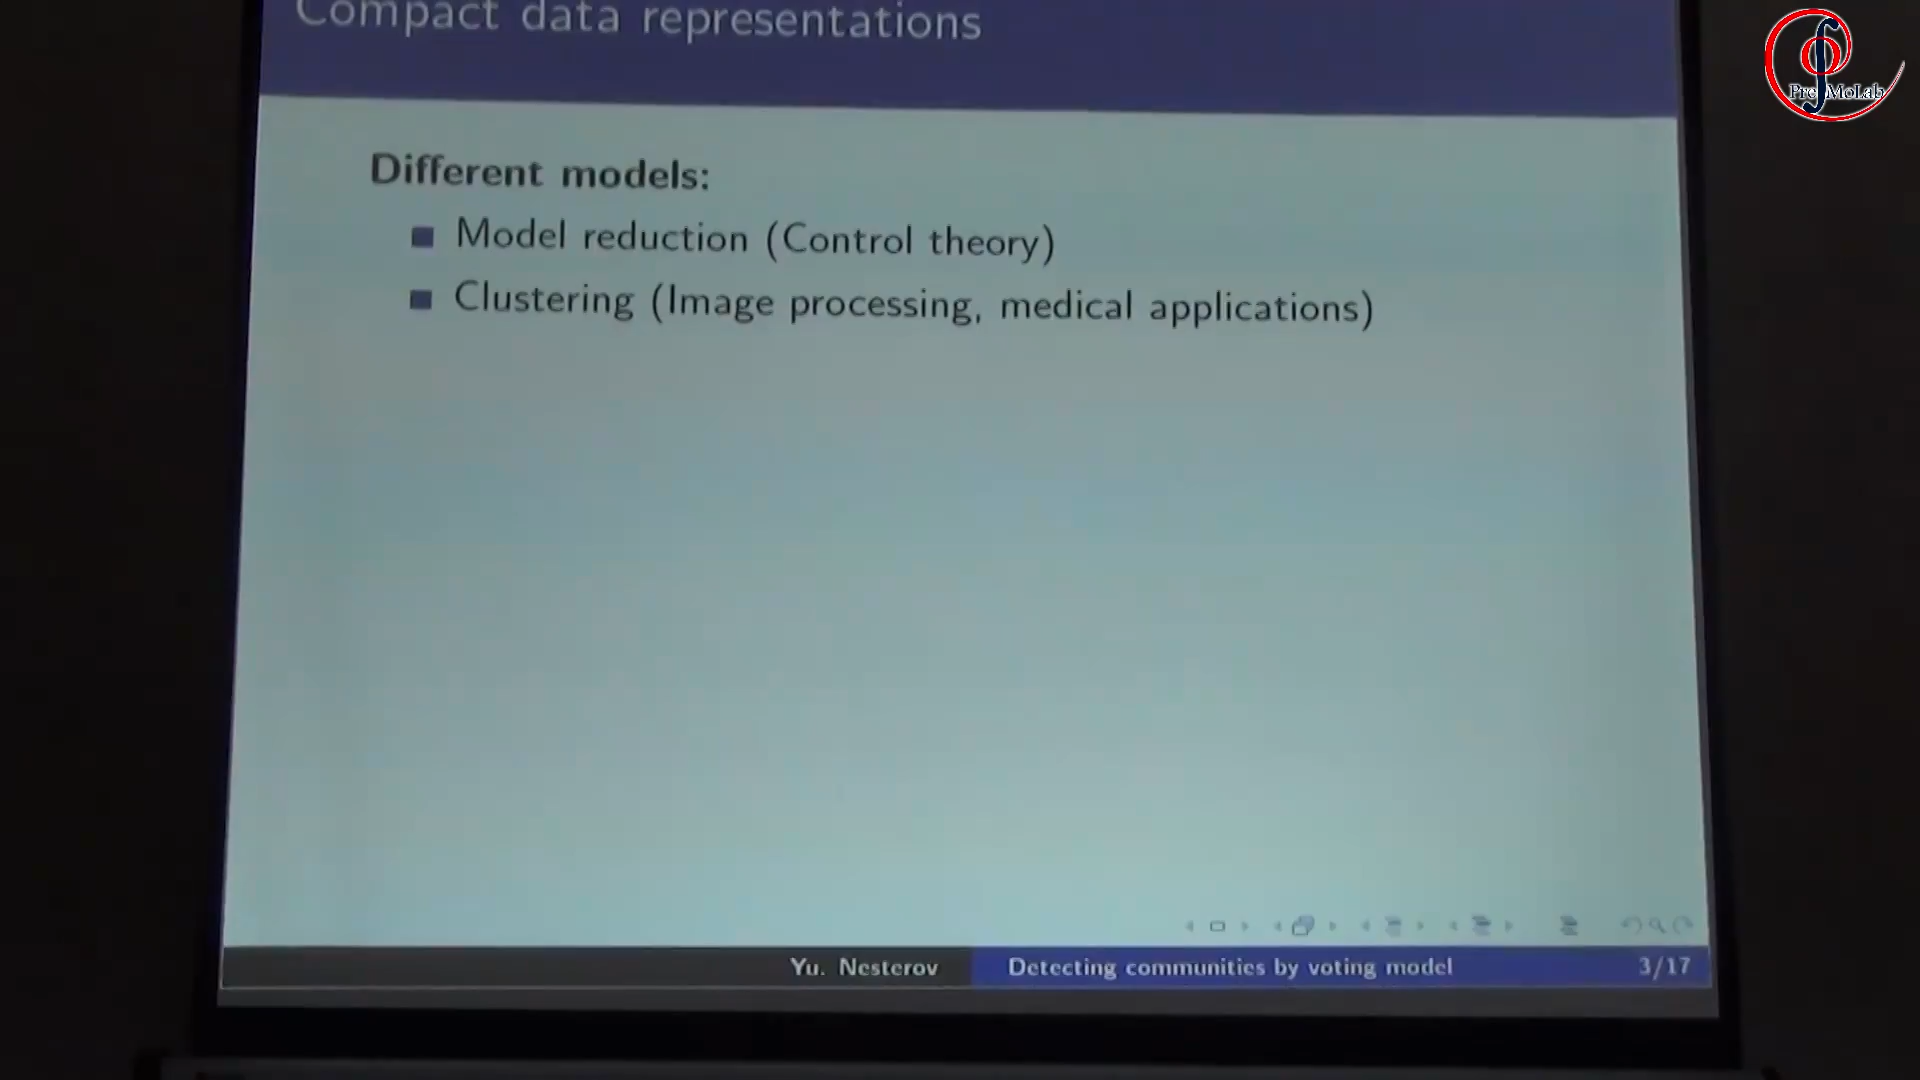 Compact data representations
Different models:
Model reduction (Control theory)
Clustering (Image processing, medical applications)
Yu. Nesterov
Detecting communities by voting model
3/17
PreMoLab